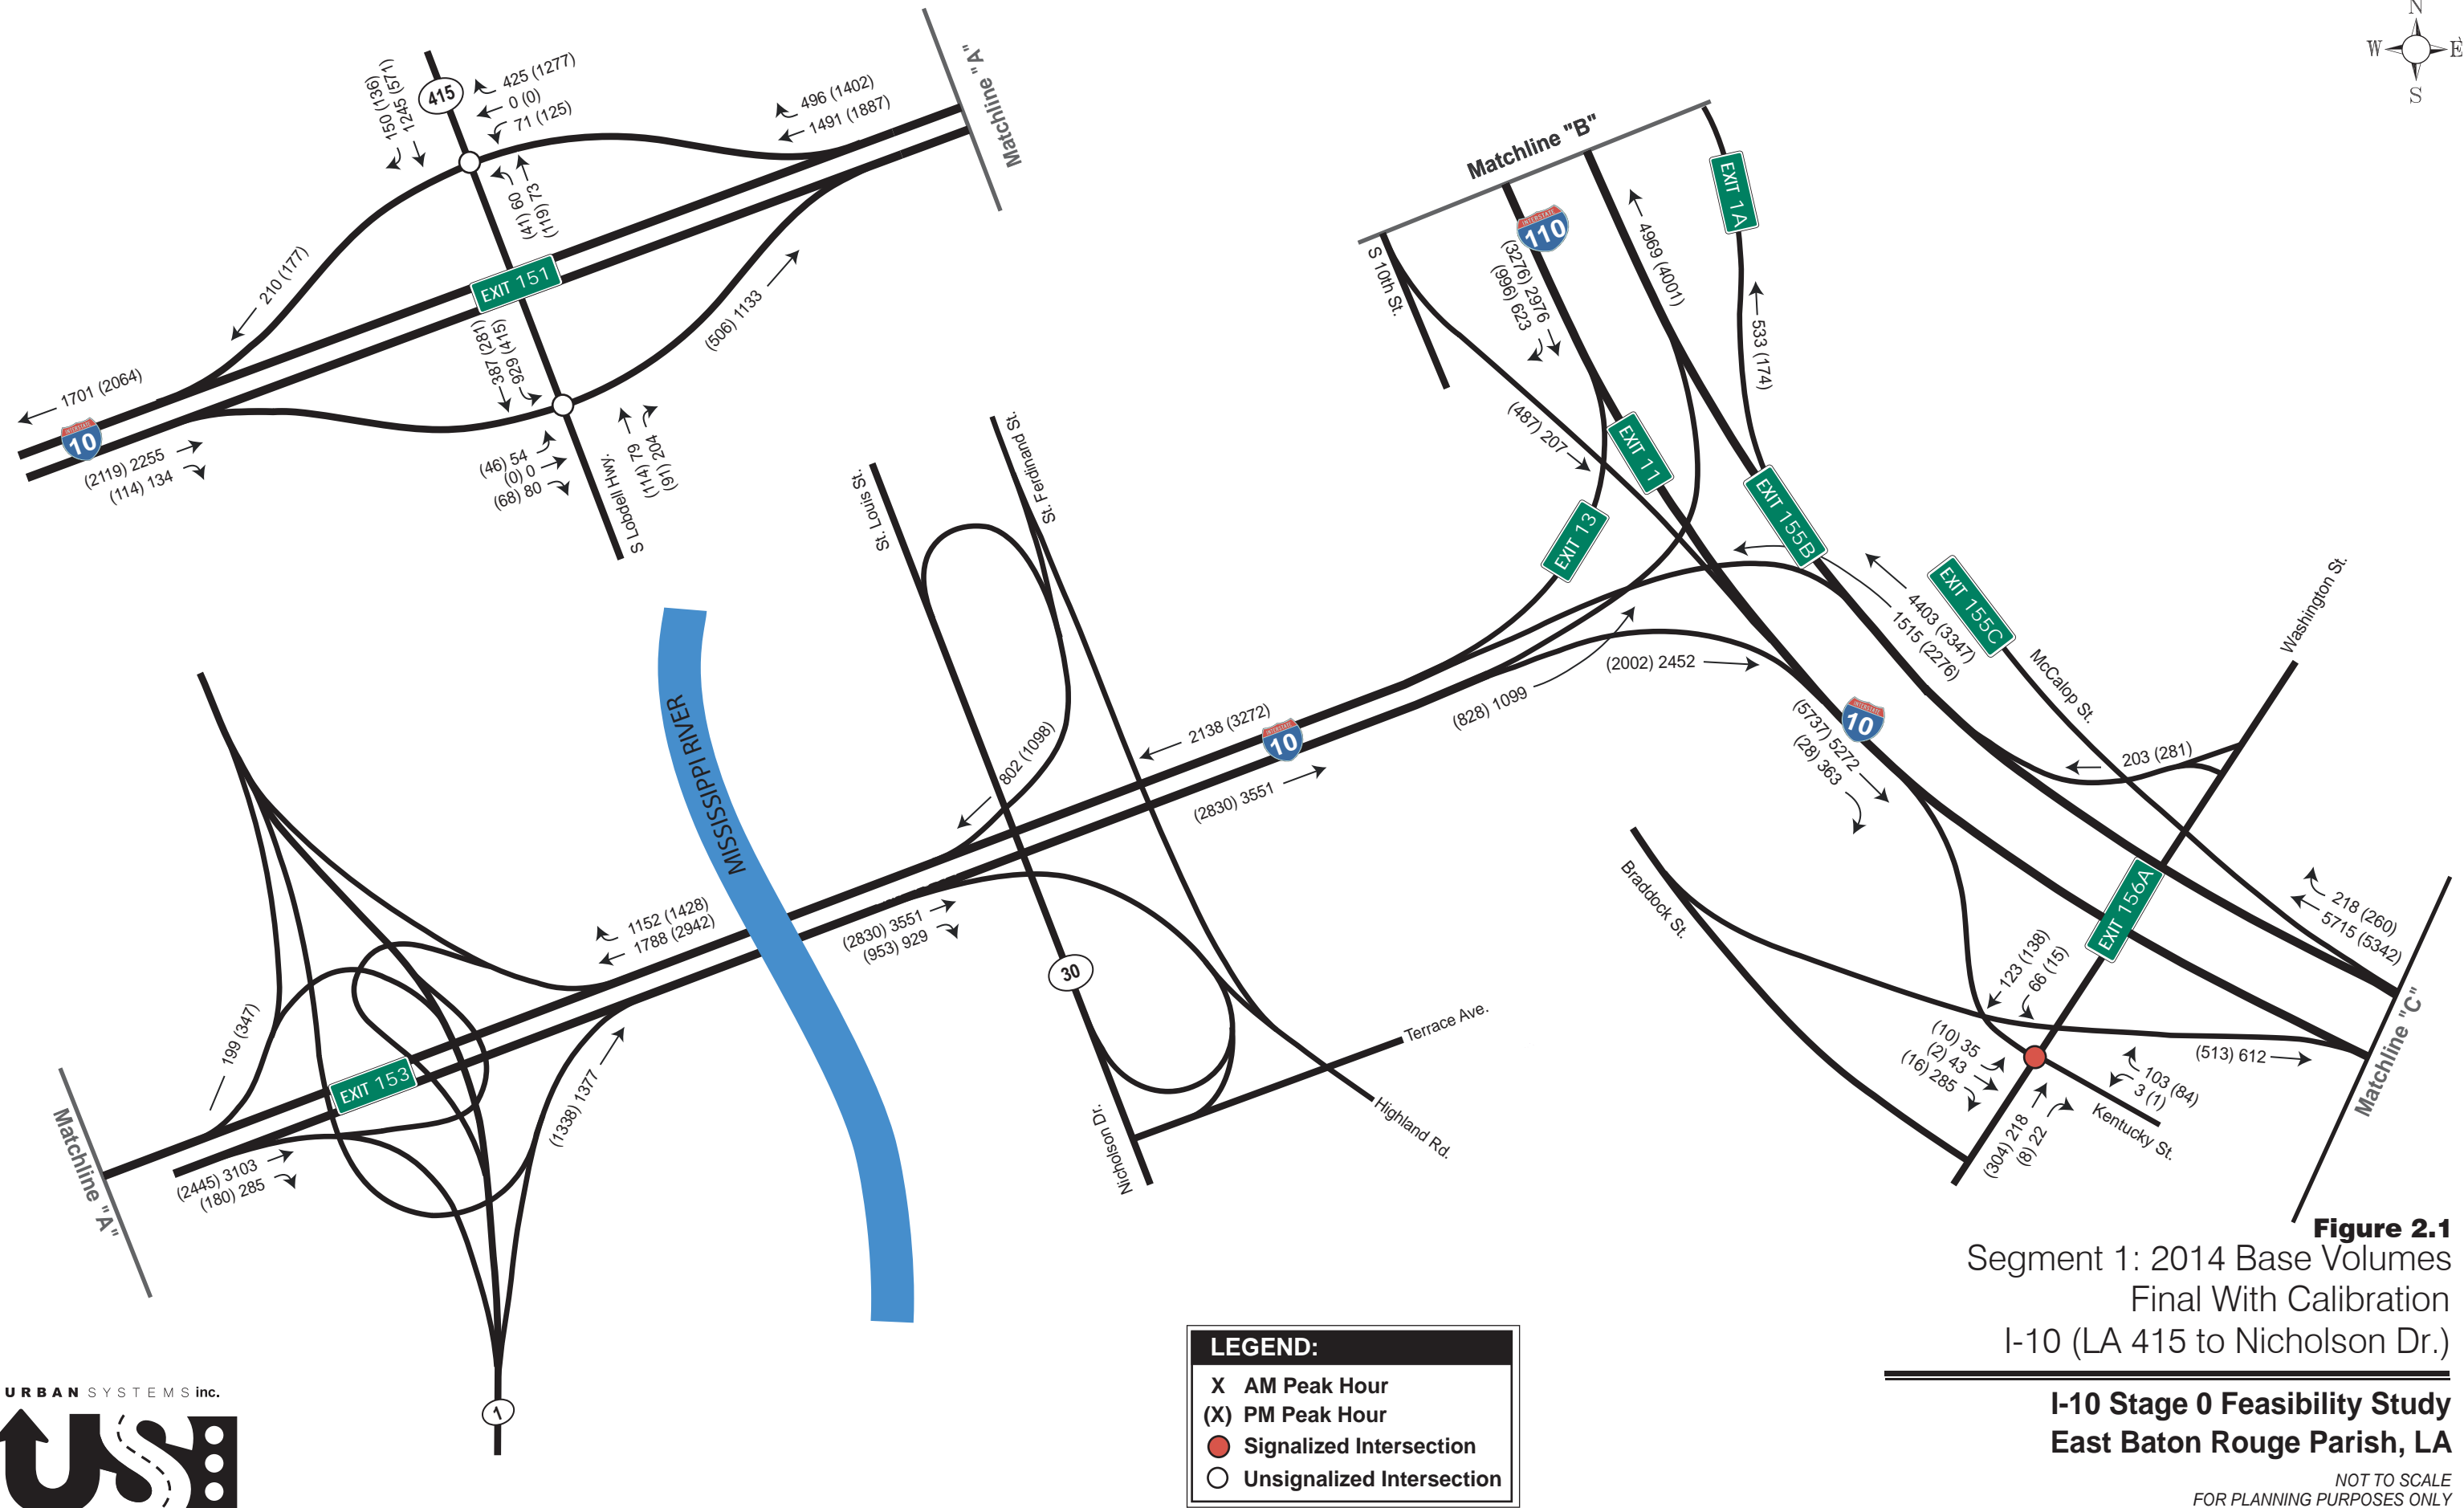 N
W E
S
150 (136)
1245 (571)
415
425 (1277)
0 (0)
71 (125)
496 (1402)
1491 (1887)
Matchline "A"
(41) 60
(119) 73
210 (177)
EXIT 151
387 (281)
929 (415)
(506) 1133
1701 (2064)
INTERSTATE
10
(2119) 2255
(114) 134
(46) 54
(0) 0
(68) 80
S Lobdell Hwy.
(114) 79
(91) 204
Matchline "B"
S 10th St.
INTERSTATE
110
(3276) 2976
(996) 623
4969 (4001)
EXIT 1A
533 (174)
(487) 207
EXIT 11
EXIT 13
EXIT 155B
EXIT 155C
4403 (3347)
1515 (2276)
McCalop St.
Washington St.
203 (281)
St. Louis St.
St. Ferdinand St.
MISSISSIPPI RIVER
802 (1098)
2138 (3272)
INTERSTATE
10
(2830) 3551
(828) 1099
(2002) 2452
INTERSTATE
10
(5737) 5272
(28) 363
1152 (1428)
1788 (2942)
(2830) 3551
(953) 929
30
Nicholson Dr.
Terrace Ave.
Highland Rd.
Braddock St.
EXIT 156A
218 (260)
5715 (5342)
123 (138)
66 (15)
(10) 35
(2) 43
(16) 285
(513) 612
103 (84)
3 (1)
Kentucky St.
(304) 218
(8) 22
Matchline "C"
199 (347)
EXIT 153
Matchline "A"
(2445) 3103
(180) 285
(1338) 1377
1
Figure 2.1
Segment 1: 2014 Base Volumes
Final With Calibration
I-10 (LA 415 to Nicholson Dr.)
I-10 Stage 0 Feasibility Study
East Baton Rouge Parish, LA
NOT TO SCALE
FOR PLANNING PURPOSES ONLY
LEGEND:
X AM Peak Hour
(X) PM Peak Hour
Signalized Intersection
Unsignalized Intersection
URBAN SYSTEMS inc.
USI